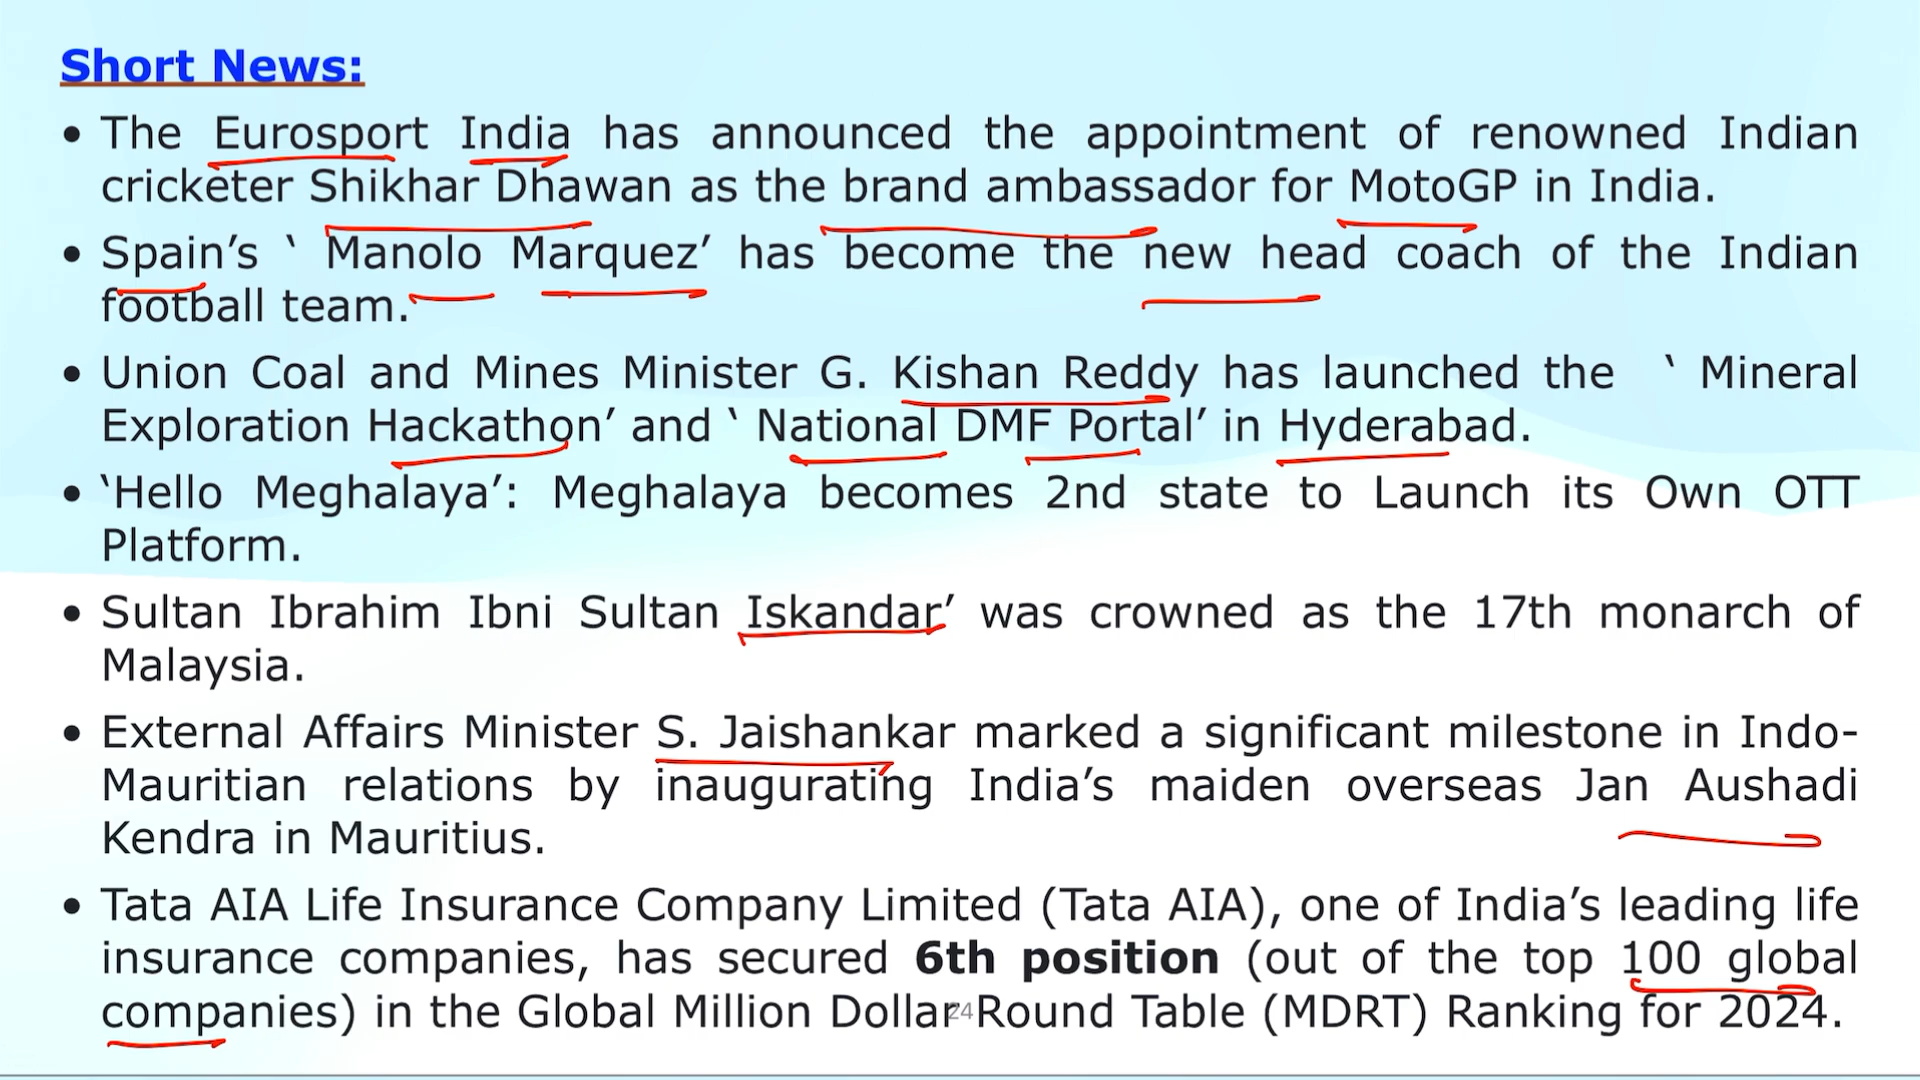 Short News:
• The Eurosport India has announced the appointment of renowned Indian
cricketer Shikhar Dhawan as the brand ambassador for MotoGP in India.
• Spain’s ‘ Manolo Marquez’ has become the new head coach of the Indian
football team.
• Union Coal and Mines Minister G. Kishan Reddy has launched the ‘ Mineral
Exploration Hackathon’ and ‘ National DMF Portal’ in Hyderabad.
• ‘Hello Meghalaya’: Meghalaya becomes 2nd state to Launch its Own OTT
Platform.
• Sultan Ibrahim Ibni Sultan Iskandar’ was crowned as the 17th monarch of
Malaysia.
• External Affairs Minister S. Jaishankar marked a significant milestone in Indo-
Mauritian relations by inaugurating India’s maiden overseas Jan Aushadi
Kendra in Mauritius.
• Tata AIA Life Insurance Company Limited (Tata AIA), one of India’s leading life
insurance companies, has secured 6th position (out of the top 100 global
companies) in the Global Million Dollar Round Table (MDRT) Ranking for 2024.
24